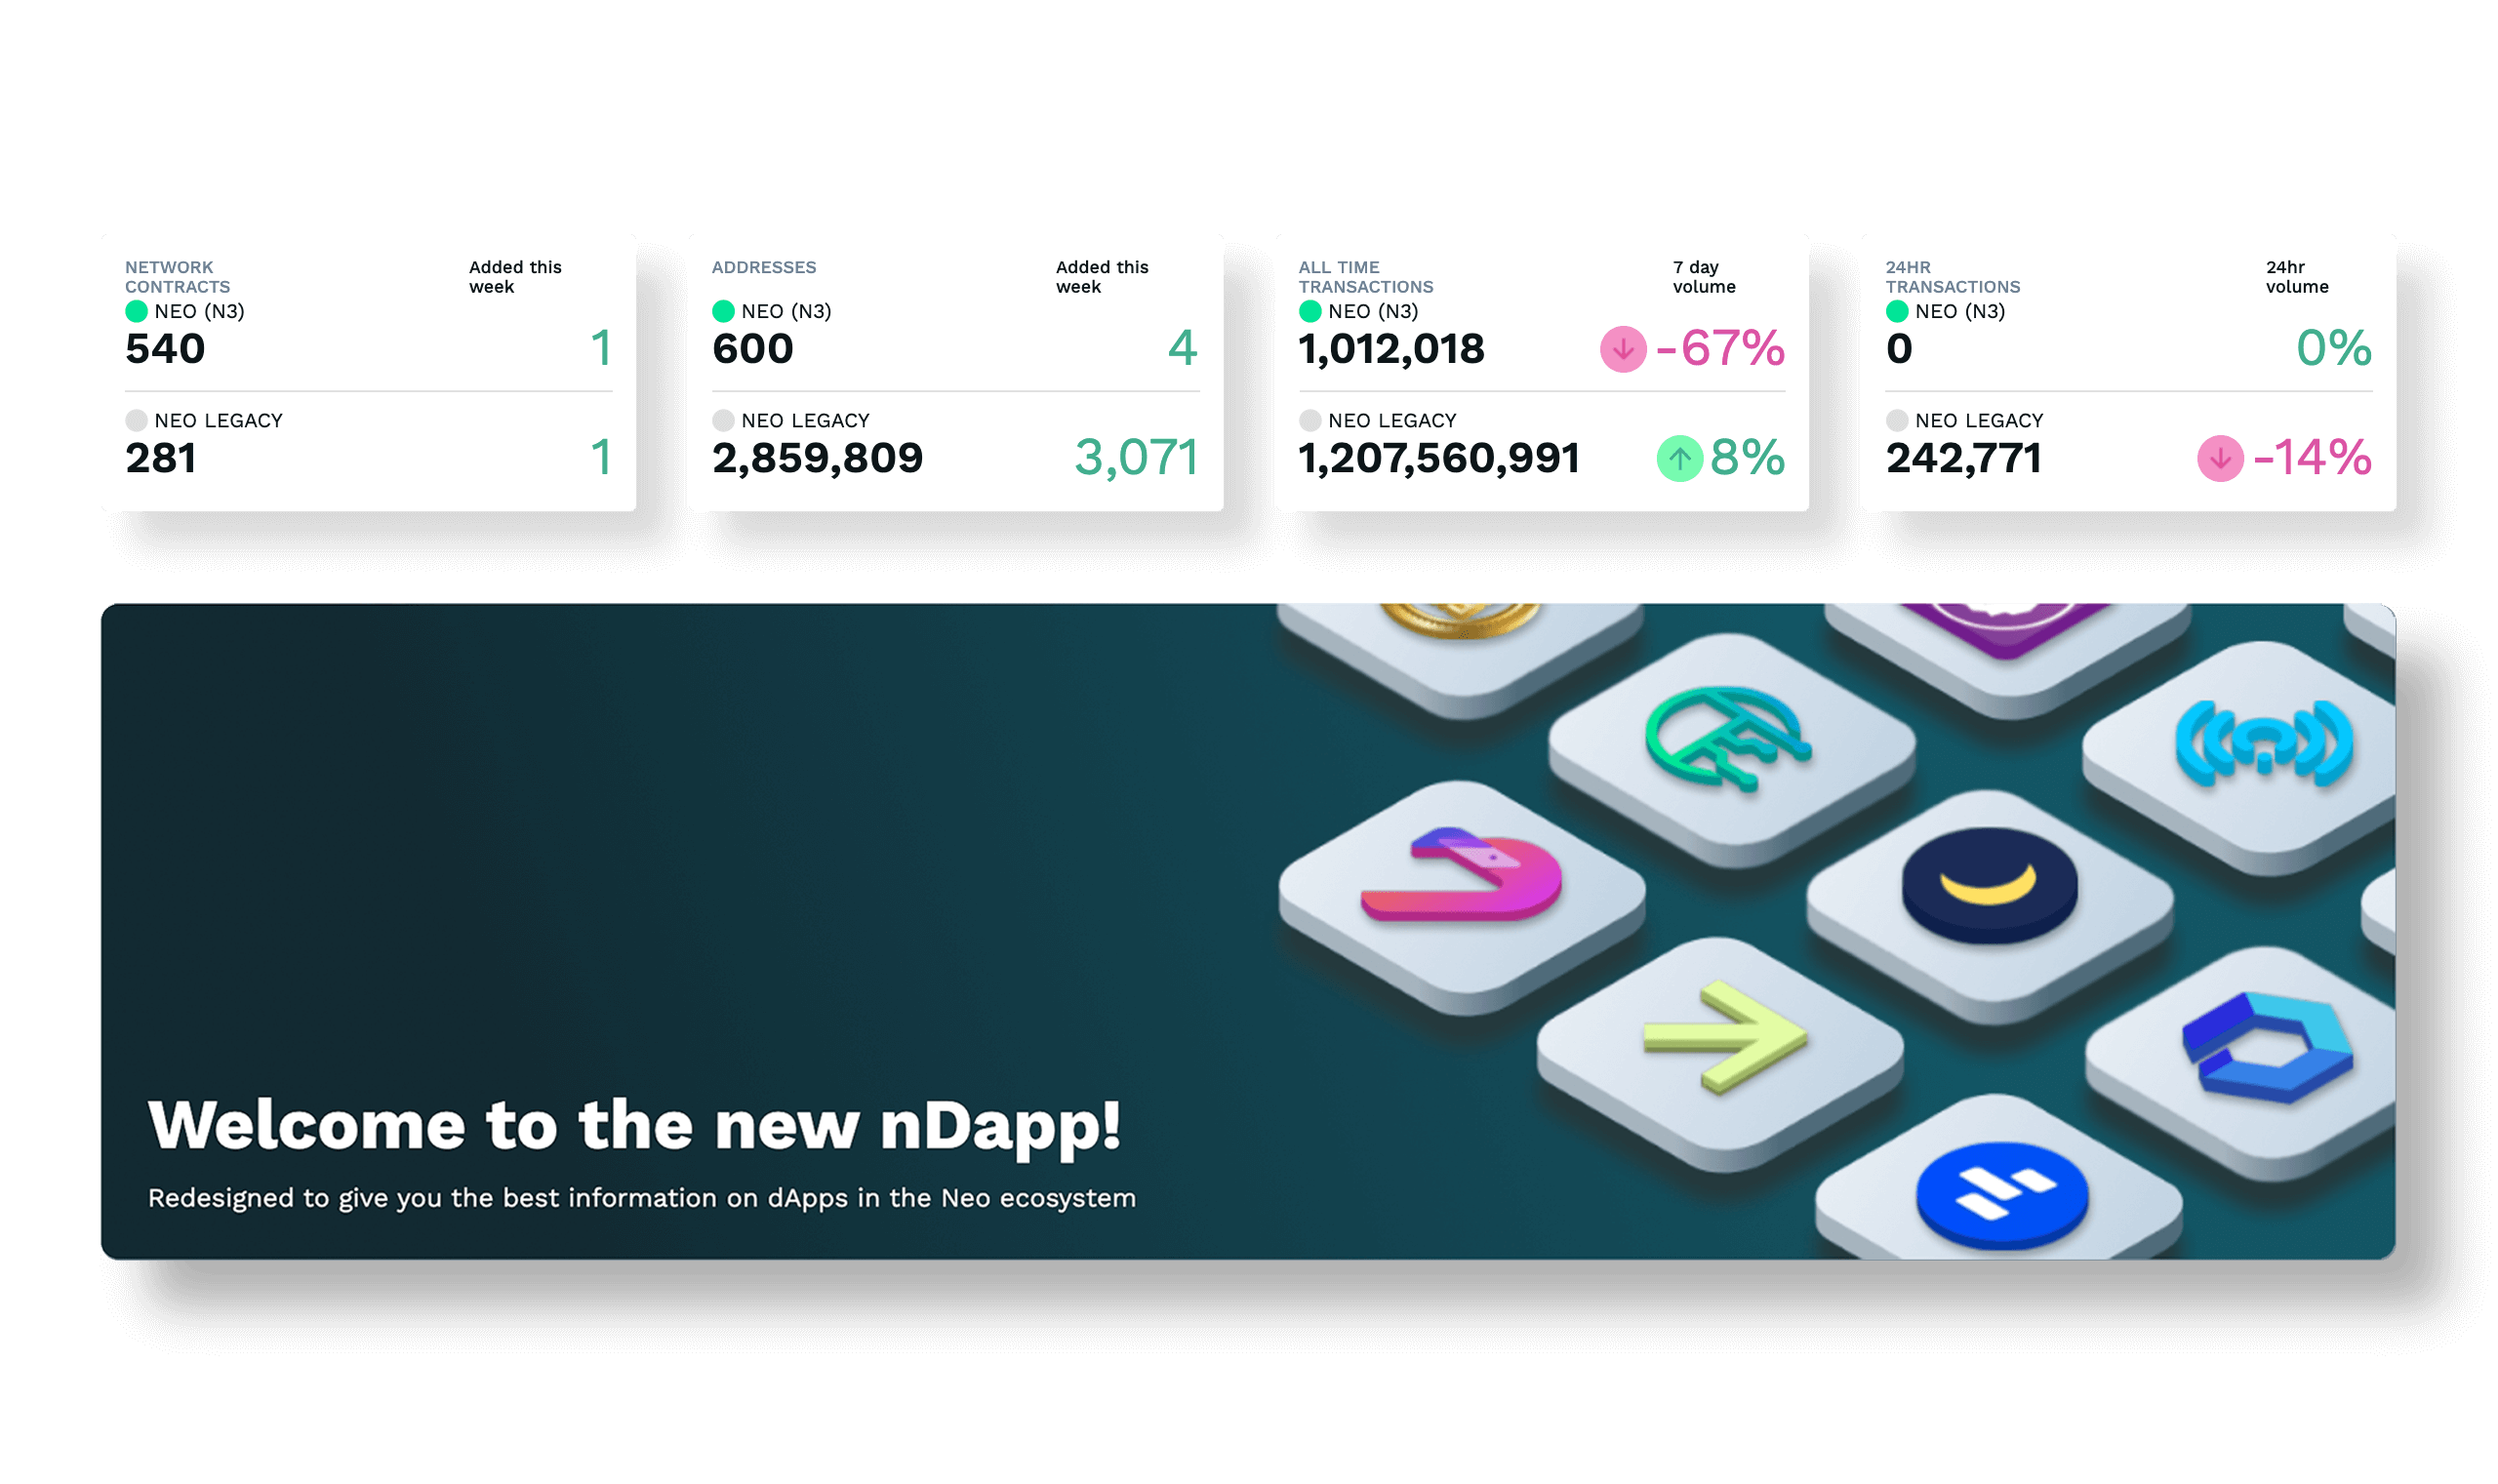 NETWORK
CONTRACTS
Added this
week
NEO (N3)
540
1
NEO LEGACY
281
1
ADDRESSES
Added this
week
NEO (N3)
600
4
NEO LEGACY
2,859,809
3,071
ALL TIME
TRANSACTIONS
7 day
volume
NEO (N3)
1,012,018
-67%
NEO LEGACY
1,207,560,991
8%
24HR
TRANSACTIONS
24hr
volume
NEO (N3)
0
0%
NEO LEGACY
242,771
-14%
Welcome to the new nDapp!
Redesigned to give you the best information on dApps in the Neo ecosystem